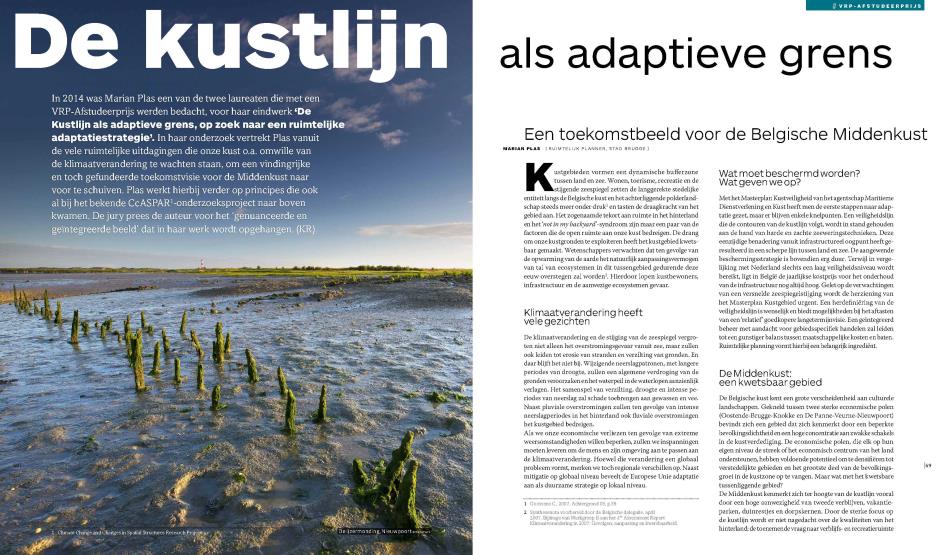 De kustlijn
In 2014 was Marian Plas een van de twee laureaten die met een
VRP-Afstudeerprijs werden bedacht, voor haar eindwerk ‘De
Kustlijn als adaptieve grens, op zoek naar een ruimtelijke
adaptatiestrategie’. In haar onderzoek vertrekt Plas vanuit
de vele ruimtelijke uitdagingen die onze kust o.a. omwille van
de klimaatverandering te wachten staan, om een vindingrijke
en toch gefundeerde toekomstvisie voor de Middenkust naar
voor te schuiven. Plas werkt hierbij verder op principes die ook
al bij het bekende CcASPAR¹-onderzoeksproject naar boven
kwamen. De jury prees de auteur voor het ‘genuanceerde en
geïntegreerde beeld’ dat in haar werk wordt opgehangen. (KR)
1 Climate Change and Changes in Spatial Structures Research Project
De IJzermonding, Nieuwpoort
VRP-AFSTUDEERPRIJS
als adaptieve grens
Een toekomstbeeld voor de Belgische Middenkust
MARIAN PLAS [ RUIMTELIJK PLANNER, STAD BRUGGE ]
Kustgebieden vormen een dynamische bufferzone
tussen land en zee. Wonen, toerisme, recreatie en de
stijgende zeespiegel zetten de langgerekte stedelijke
entiteit langs de Belgische kust en het achterliggende polderland-
schap steeds meer onder druk¹ en tasten de draagkracht van het
gebied aan. Het zogenaamde tekort aan ruimte in het hinterland
en het ‘not in my backyard’-syndroom zijn maar een paar van de
factoren die de open ruimte aan onze kust bedreigen. De drang
om onze kustgronden te exploiteren heeft het kustgebied kwets-
baar gemaakt. Wetenschappers verwachten dat ten gevolge van
de opwarming van de aarde het natuurlijk aanpassingsvermogen
van tal van ecosystemen in dit tussengebied gedurende deze
eeuw overstegen zal worden². Hierdoor lopen kustbewoners,
infrastructuur en de aanwezige ecosystemen gevaar.
Klimaatverandering heeft
vele gezichten
De klimaatverandering en de stijging van de zeespiegel vergro-
ten niet alleen het overstromingsgevaar vanuit zee, maar zullen
ook leiden tot erosie van stranden en verzilting van gronden. En
daar blijft het niet bij. Wijzigende neerslagpatronen, met langere
periodes van droogte, zullen een algemene verdroging van de
gronden veroorzaken en het waterpeil in de waterlopen aanzienlijk
verlagen. Het samenspel van verzilting, droogte en intense pe-
riodes van neerslag zal schade toebrengen aan gewassen en vee.
Naast pluviale overstromingen zullen ten gevolge van intense
neerslagperiodes in het hinterland ook fluviale overstromingen
het kustgebied bedreigen.
Als we onze economische verliezen ten gevolge van extreme
weersomstandigheden willen beperken, zullen we inspanningen
moeten leveren om de mens en zijn omgeving aan te passen aan
de klimaatverandering. Hoewel die verandering een globaal
probleem vormt, merken we toch regionale verschillen op. Naast
mitigatie op globaal niveau beveelt de Europese Unie adaptatie
aan als duurzame strategie op lokaal niveau.
1 Goossens C., 2007. Achtergrond 03, p.39.
2 Synthesenota voorbereid door de Belgische delegatie, april
2007. Bijdrage van Werkgroep II aan het 4de Assessment Report
Klimaatverandering in 2007: Gevolgen, aanpassing en kwetsbaarheid.
Wat moet beschermd worden?
Wat geven we op?
Met het Masterplan Kustveiligheid van het agentschap Maritieme
Dienstverlening en Kust heeft men de eerste stappen naar adap-
tatie gezet, maar er blijven enkele knelpunten. Een veiligheidslijn
die de contouren van de kustlijn volgt, wordt in stand gehouden
aan de hand van harde en zachte zeeweringstechnieken. Deze
eenzijdige benadering vanuit infrastructureel oogpunt heeft ge-
resulteerd in een scherpe lijn tussen land en zee. De aangewende
beschermingsstrategie is bovendien erg duur. Terwijl in verge-
lijking met Nederland slechts een laag veiligheidsniveau wordt
bereikt, ligt in België de jaarlijkse kostprijs voor het onderhoud
van de infrastructuur nog altijd hoog. Gelet op de verwachtingen
van een versnelde zeespiegelstijging wordt de herziening van
het Masterplan Kustgebied urgent. Een herdefiniëring van de
veiligheidslijn is wenselijk en biedt mogelijkheden bij het aftasten
van een ‘relatief’ goedkopere langetermijnvisie. Een geïntegreerd
beheer met aandacht voor gebiedsspecifiek handelen zal leiden
tot een gunstiger balans tussen maatschappelijke kosten en baten.
Ruimtelijke planning vormt hierbij een belangrijk ingrediënt.
De Middenkust:
een kwetsbaar gebied
De Belgische kust kent een grote verscheidenheid aan culturele
landschappen. Gekneld tussen twee sterke economische polen
(Oostende-Brugge-Knokke en De Panne-Veurne-Nieuwpoort)
bevindt zich een gebied dat zich kenmerkt door een beperkte
bevolkingsdichtheid en een hoge concentratie aan zwakke schakels
in de kustverdediging. De economische polen, die elk op hun
eigen niveau de streek of het economisch centrum van het land
ondersteunen, hebben voldoende potentieel om te densifiëren tot
verstedelijkte gebieden en het grootste deel van de bevolkings-
groei in de kustzone op te vangen. Maar wat met het kwetsbare
tussenliggende gebied?
De Middenkust kenmerkt zich ter hoogte van de kustlijn vooral
door een hoge aanwezigheid van tweede verblijven, vakantie-
parken, duinrestjes en dorpskernen. Door de sterke focus op
de kustlijn wordt er niet nagedacht over de kwaliteiten van het
hinterland; de toenemende vraag naar verblijfs- en recreatieruimte
|69